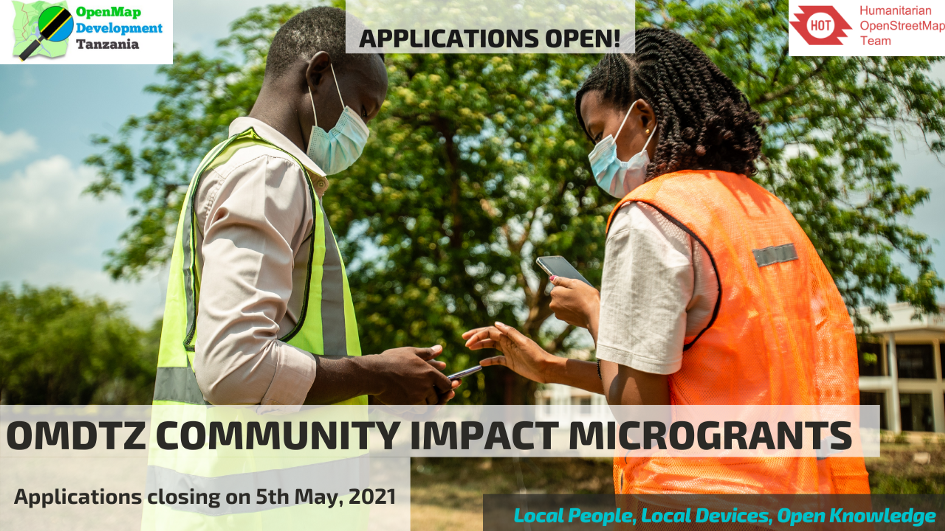 OpenMap
Development
Tanzania
APPLICATIONS OPEN!
HOT
Humanitarian
OpenStreetMap
Team
OMDTZ COMMUNITY IMPACT MICROGRANTS
Applications closing on 5th May, 2021
Local People, Local Devices, Open Knowledge